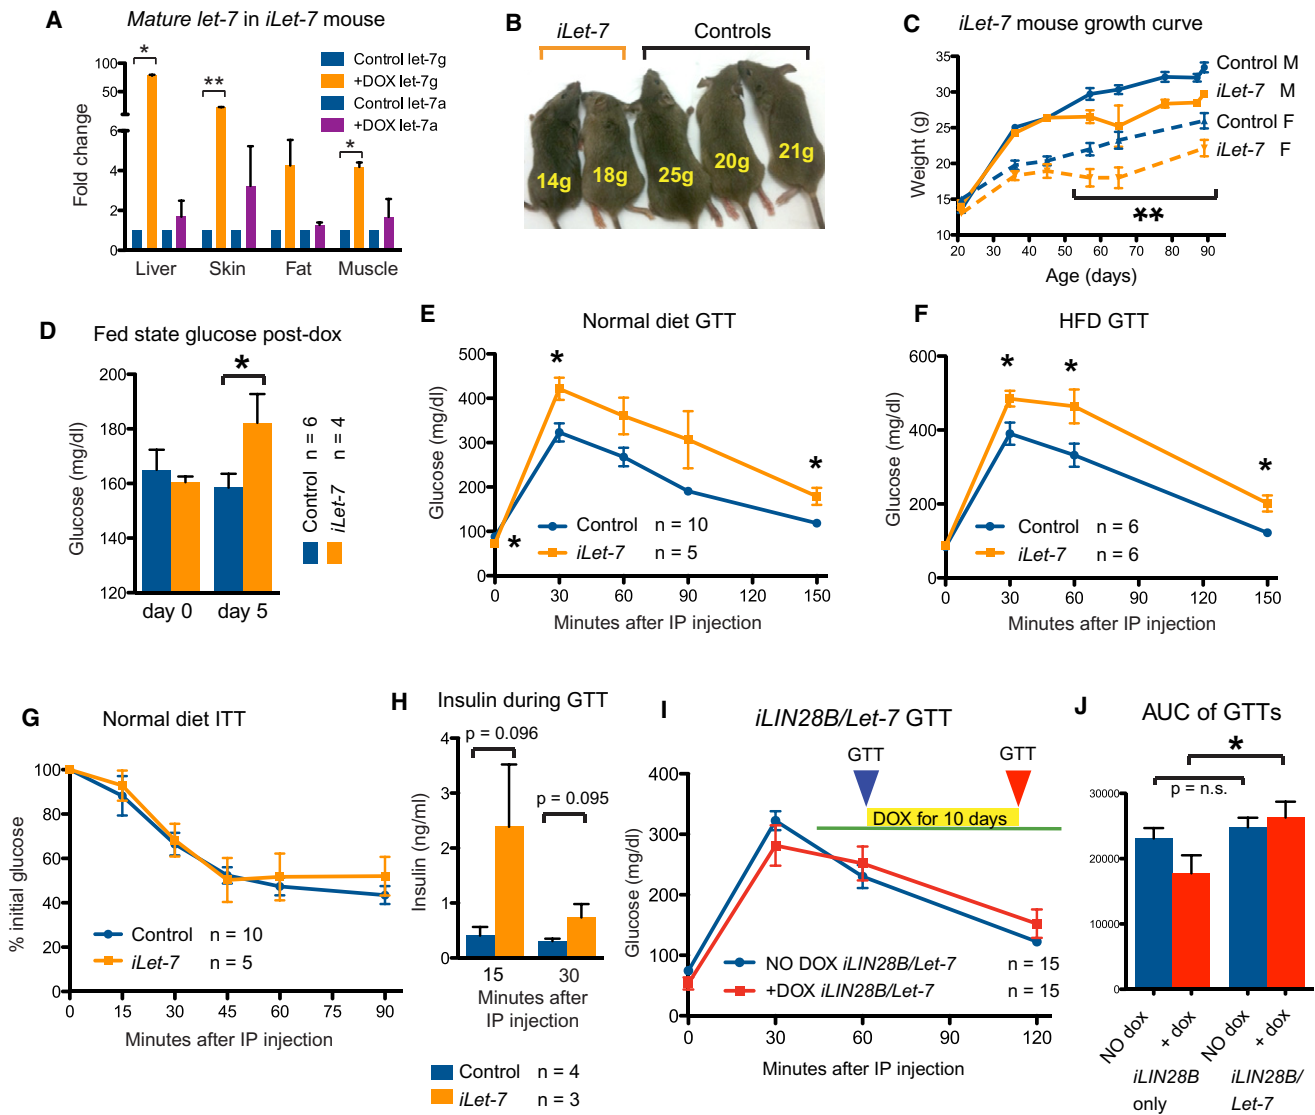 A
Mature let-7 in iLet-7 mouse
Fold change
100
50
6
4
2
0
*
**
*
Control let-7g
+DOX let-7g
Control let-7a
+DOX let-7a
Liver
Skin
Fat
Muscle
B
iLet-7
Controls
14g
18g
25g
20g
21g
C
iLet-7 mouse growth curve
Weight (g)
35
30
25
20
15
10
Control M
iLet-7 M
Control F
iLet-7 F
**
20 30 40 50 60 70 80 90
Age (days)
D
Fed state glucose post-dox
Glucose (mg/dl)
200
180
160
140
120
*
day 0
day 5
Control n = 6
iLet-7 n = 4
E
Normal diet GTT
Glucose (mg/dl)
500
400
300
200
100
0
*
*
*
Control n = 10
iLet-7 n = 5
0 30 60 90 120 150
Minutes after IP injection
F
HFD GTT
Glucose (mg/dl)
600
400
200
0
*
*
*
Control n = 6
iLet-7 n = 6
0 30 60 90 120 150
Minutes after IP injection
G
Normal diet ITT
% initial glucose
100
80
60
40
20
0
Control n = 10
iLet-7 n = 5
0 15 30 45 60 75 90
Minutes after IP injection
H
Insulin during GTT
Insulin (ng/ml)
4
3
2
1
0
p = 0.096
p = 0.095
15
30
Minutes after
IP injection
Control n = 4
iLet-7 n = 3
I
iLIN28B/Let-7 GTT
Glucose (mg/dl)
400
300
200
100
0
GTT
GTT
DOX for 10 days
NO DOX iLIN28B/Let-7 n = 15
+DOX iLIN28B/Let-7 n = 15
0 30 60 90 120
Minutes after IP injection
J
AUC of GTTs
*
p = n.s.
30000
20000
10000
0
NO dox
+ dox
NO dox
+ dox
iLIN28B
only
iLIN28B/
Let-7